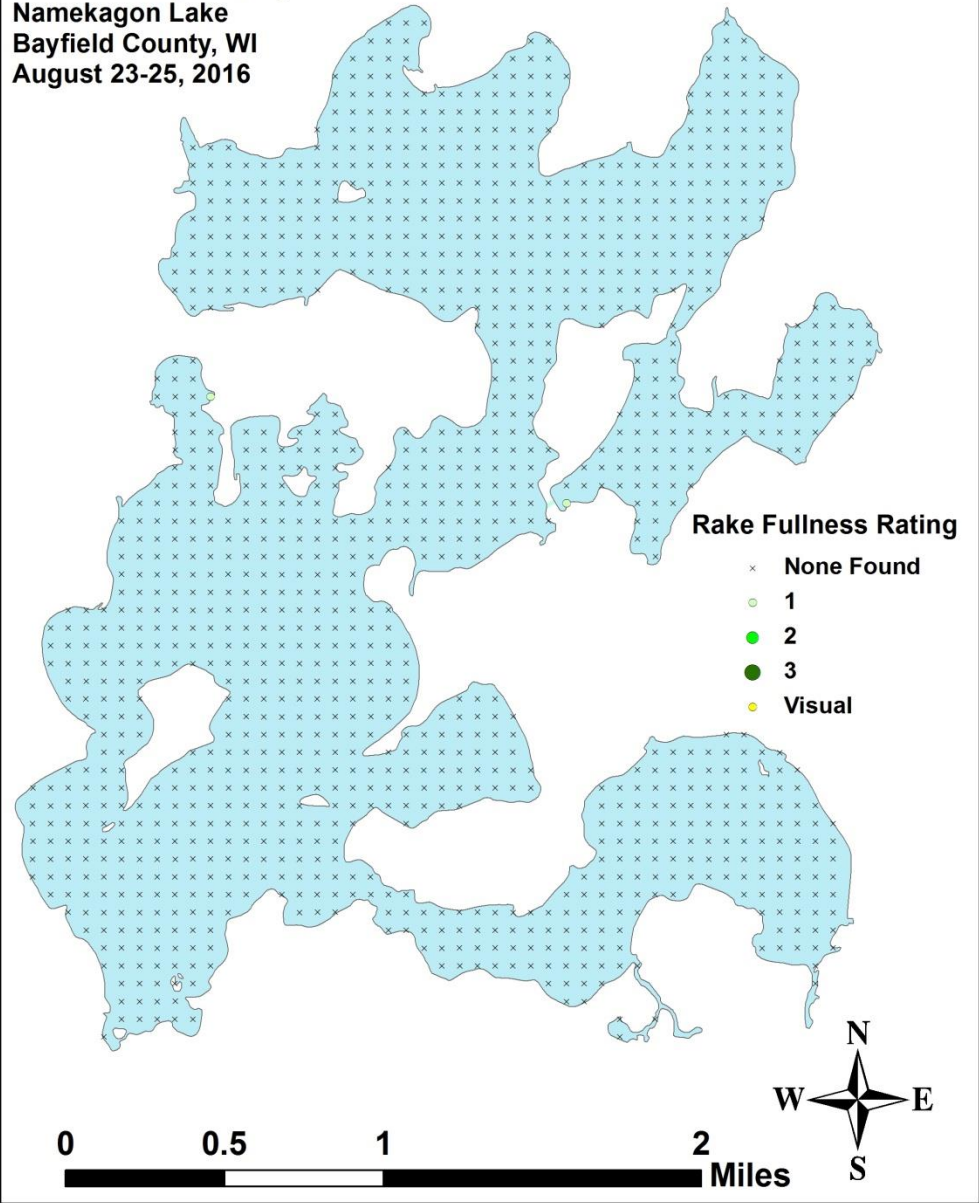 Namekagon Lake
Bayfield County, WI
August 23-25, 2016
Rake Fullness Rating
None Found
1
2
3
Visual
N
W E
S
0 0.5 1 2
Miles